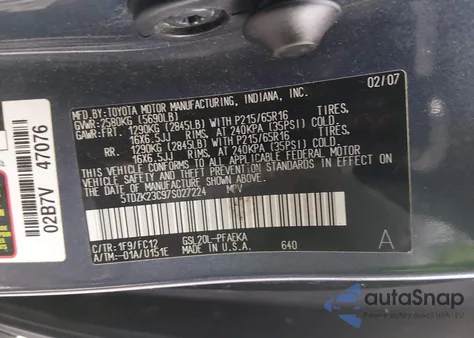 02/07
MFD. BY: TOYOTA MOTOR MANUFACTURING, INDIANA, INC.
GVWR: 2580KG (5690LB)
GAWR: FRT. 1290KG (2845LB) WITH P215/65R16 TIRES,
16X6.5JJ RIMS, AT 240KPA (35PSI) COLD.
RR. 1290KG (2845LB) WITH P215/65R16 TIRES,
16X6.5JJ RIMS, AT 240KPA (35PSI) COLD.
THIS VEHICLE CONFORMS TO ALL APPLICABLE FEDERAL MOTOR
VEHICLE SAFETY AND THEFT PREVENTION STANDARDS IN
EFFECT ON THE DATE OF MANUFACTURE SHOWN ABOVE.
5TDZK23C97S027224 MPV
C/TR: 1F9/FC12 GSL20L-PFAEKA
A/TM: -01A/U151E MADE IN U.S.A. 640
A
02B7V 47076
autoSnap
Powered by